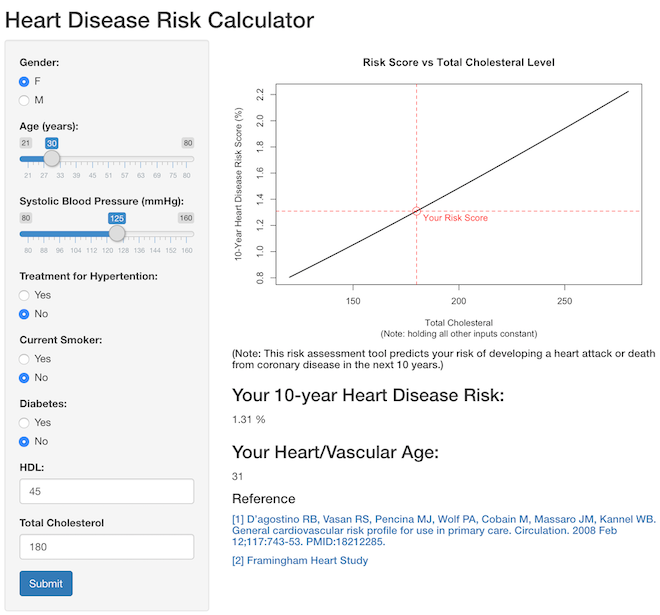 Heart Disease Risk Calculator
Gender:
F
M
Age (years):
21 30 80
21 27 33 39 45 51 57 63 69 75 80
Systolic Blood Pressure (mmHg):
80 125 160
80 88 96 104 112 120 128 136 144 152 160
Treatment for Hypertention:
Yes
No
Current Smoker:
Yes
No
Diabetes:
Yes
No
HDL:
45
Total Cholesterol
180
Submit
Risk Score vs Total Cholesteral Level
10-Year Heart Disease Risk Score (%)
2.2
2.0
1.8
1.6
1.4
1.2
1.0
0.8
Your Risk Score
150 200 250
Total Cholesteral
(Note: holding all other inputs constant)
(Note: This risk assessment tool predicts your risk of developing a heart attack or death
from coronary disease in the next 10 years.)
Your 10-year Heart Disease Risk:
1.31 %
Your Heart/Vascular Age:
31
Reference
[1] D'agostino RB, Vasan RS, Pencina MJ, Wolf PA, Cobain M, Massaro JM, Kannel WB.
General cardiovascular risk profile for use in primary care. Circulation. 2008 Feb
12;117:743-53. PMID:18212285.
[2] Framingham Heart Study